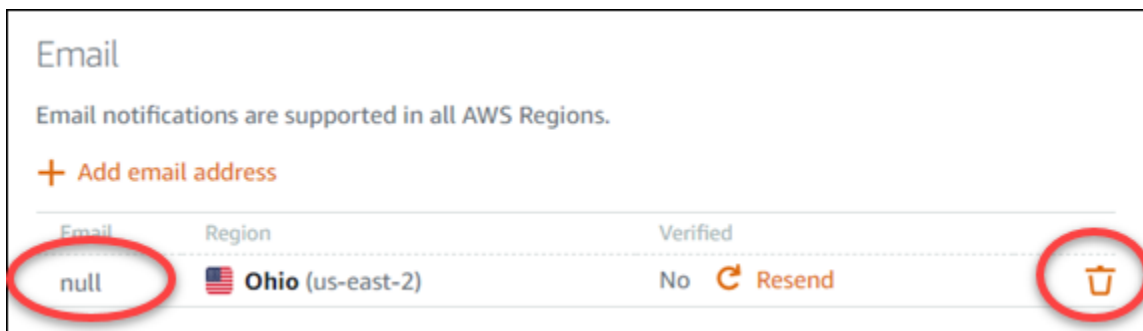 Email
Email notifications are supported in all AWS Regions.
+ Add email address
Email Region Verified
null Ohio (us-east-2) No Resend